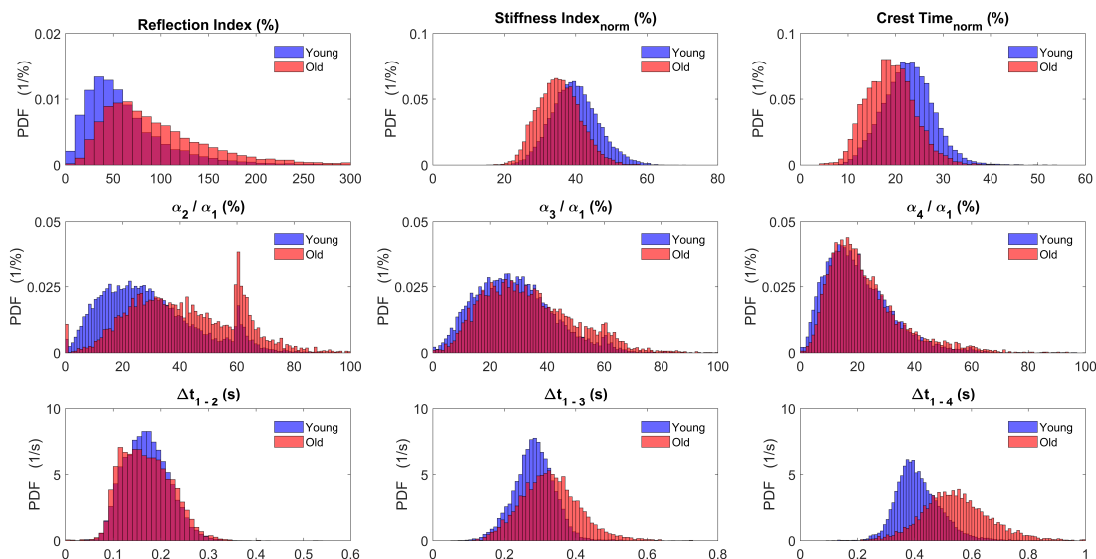 Reflection Index (%)
PDF (1/%)
0.02
0.01
0
0 50 100 150 200 250 300
Young
Old
Stiffness Index_norm (%)
PDF (1/%)
0.1
0.05
0
0 20 40 60 80
Young
Old
Crest Time_norm (%)
PDF (1/%)
0.1
0.05
0
0 10 20 30 40 50 60
Young
Old
α₂ / α₁ (%)
PDF (1/%)
0.05
0.025
0
0 20 40 60 80 100
Young
Old
α₃ / α₁ (%)
PDF (1/%)
0.05
0.025
0
0 20 40 60 80 100
Young
Old
α₄ / α₁ (%)
PDF (1/%)
0.05
0.025
0
0 20 40 60 80 100
Young
Old
Δt₁₋₂ (s)
PDF (1/s)
10
5
0
0 0.1 0.2 0.3 0.4 0.5 0.6
Young
Old
Δt₁₋₃ (s)
PDF (1/s)
10
5
0
0 0.2 0.4 0.6 0.8
Young
Old
Δt₁₋₄ (s)
PDF (1/s)
10
5
0
0 0.2 0.4 0.6 0.8 1
Young
Old